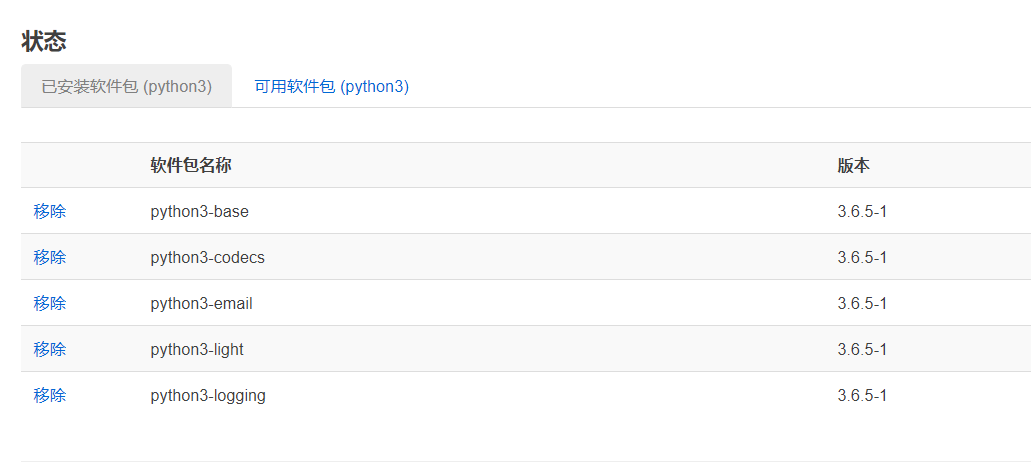 状态
已安装软件包 (python3) 可用软件包 (python3)
软件包名称 版本
移除 python3-base 3.6.5-1
移除 python3-codecs 3.6.5-1
移除 python3-email 3.6.5-1
移除 python3-light 3.6.5-1
移除 python3-logging 3.6.5-1